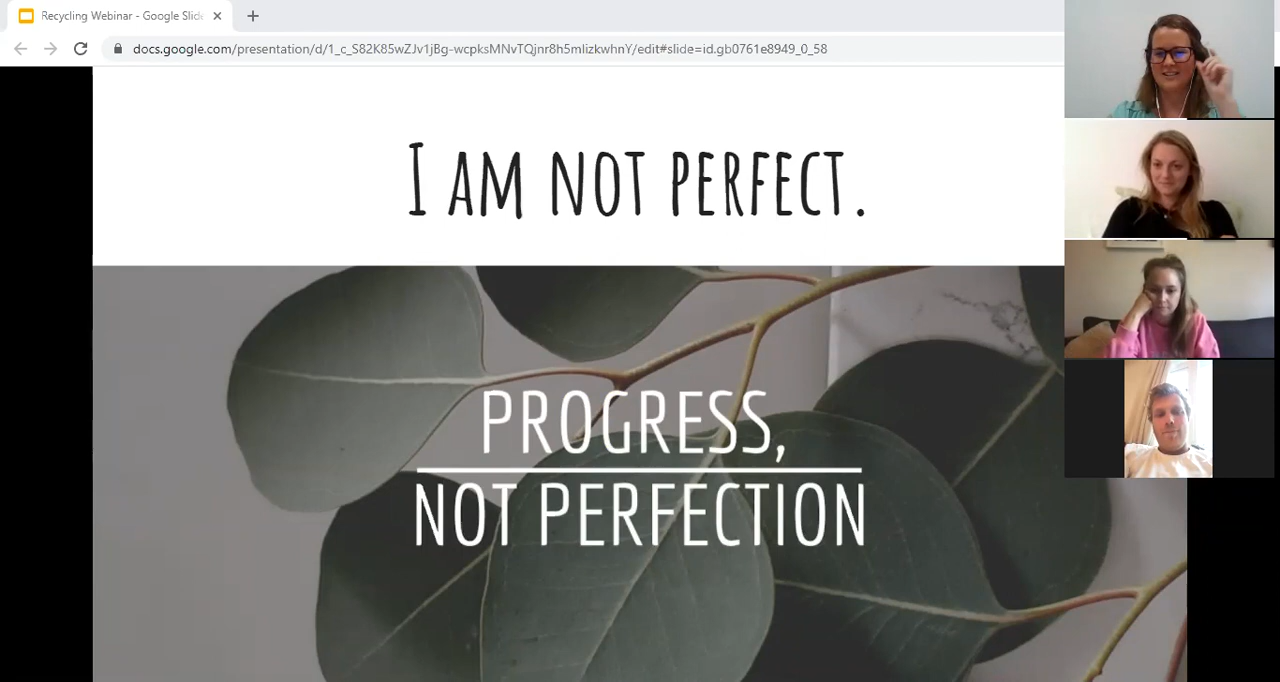 Recycling Webinar - Google Slide
docs.google.com/presentation/d/1_c_S82K85wZJv1jBg-wcpksMNvTQjnr8h5mlizkwhnY/edit#slide=id.gb0761e8949_0_58
I AM NOT PERFECT.
PROGRESS,
NOT PERFECTION